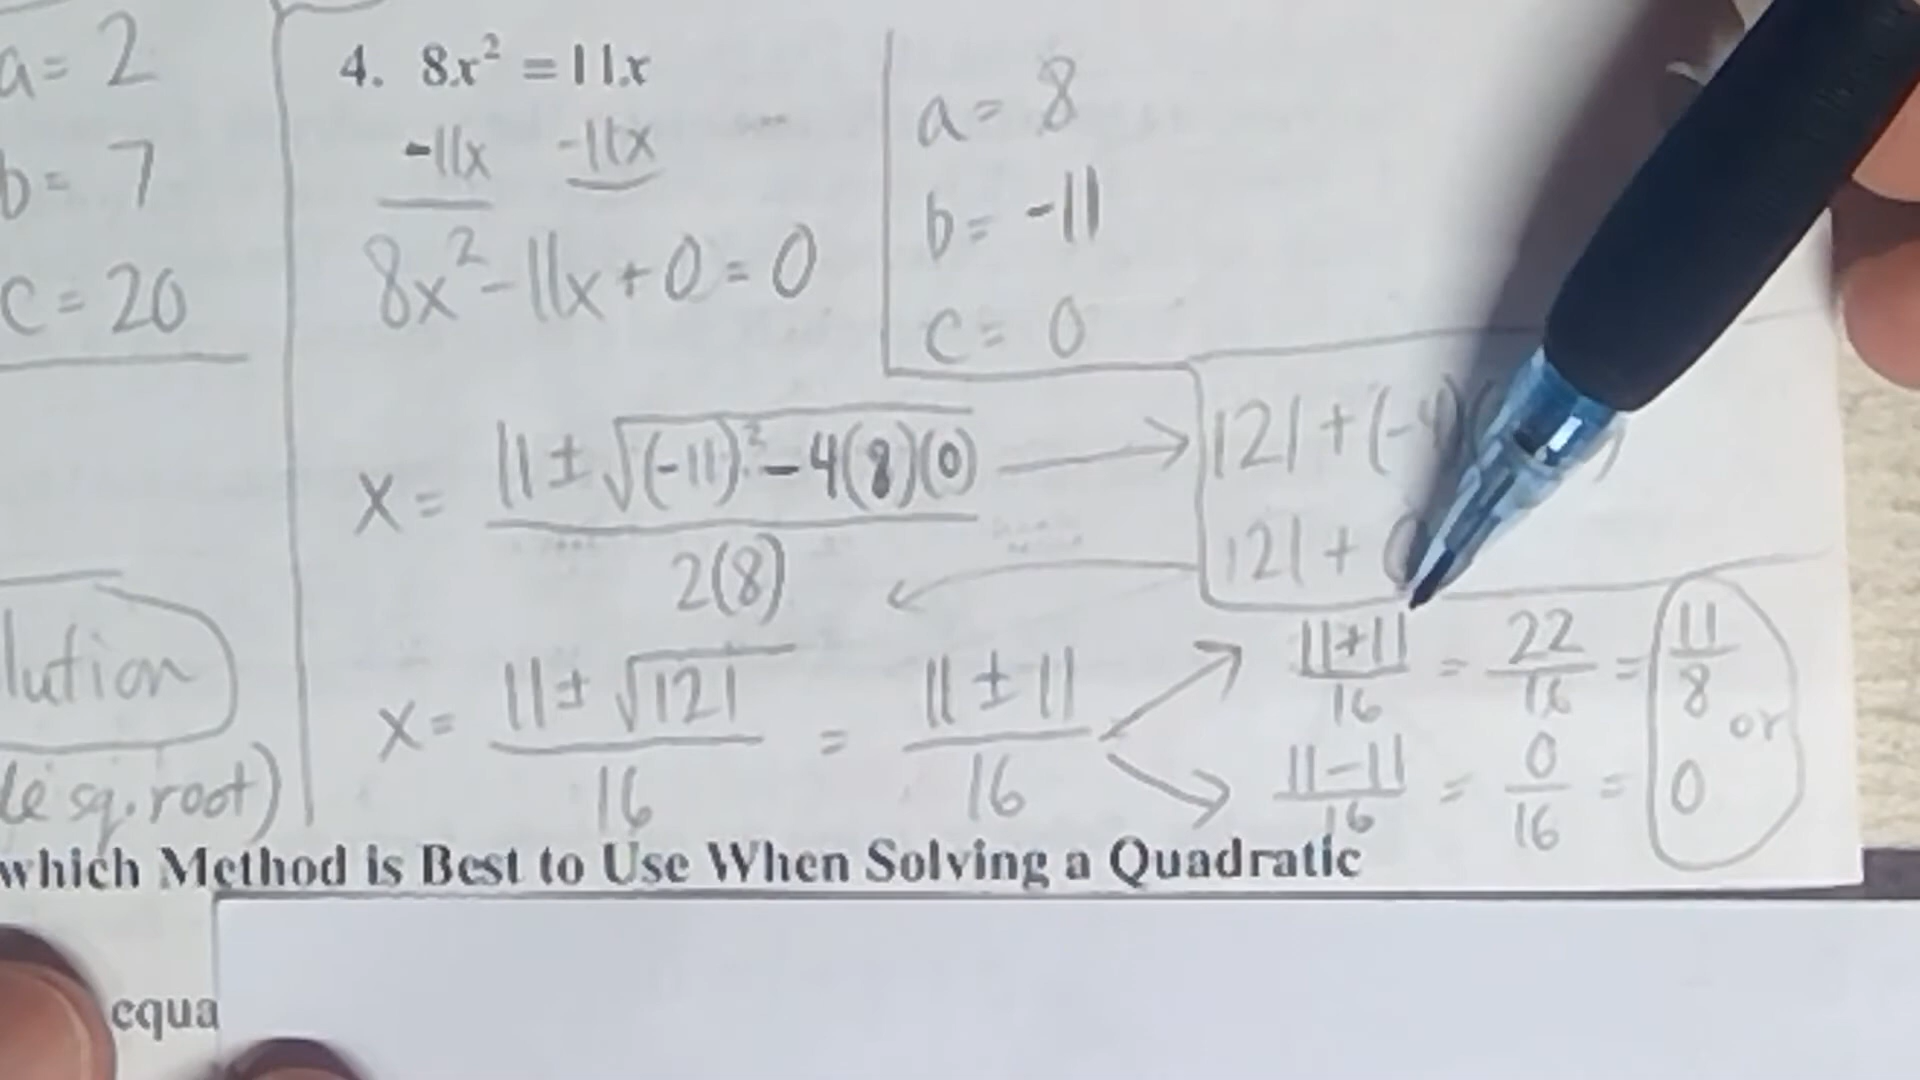 a= 2
b= 7
c= 20
lution
le sq. root)
4. 8x² = 11x
-11x -11x
8x² - 11x + 0 = 0
a = 8
b = -11
c = 0
x = 11 ± √(-11)² - 4(8)(0)
2(8)
121 + (-4)(
121 +
x = 11 ± √121 / 16 = 11 ± 11 / 16
11+11 / 16 = 22 / 16 = 11 / 8
or
11-11 / 16 = 0 / 16 = 0
which Method is Best to Use When Solving a Quadratic
equa